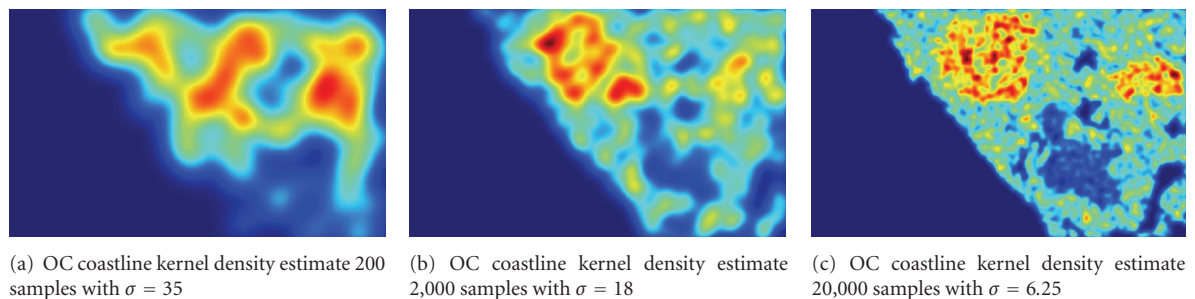 (a) OC coastline kernel density estimate 200
samples with σ = 35
(b) OC coastline kernel density estimate
2,000 samples with σ = 18
(c) OC coastline kernel density estimate
20,000 samples with σ = 6.25